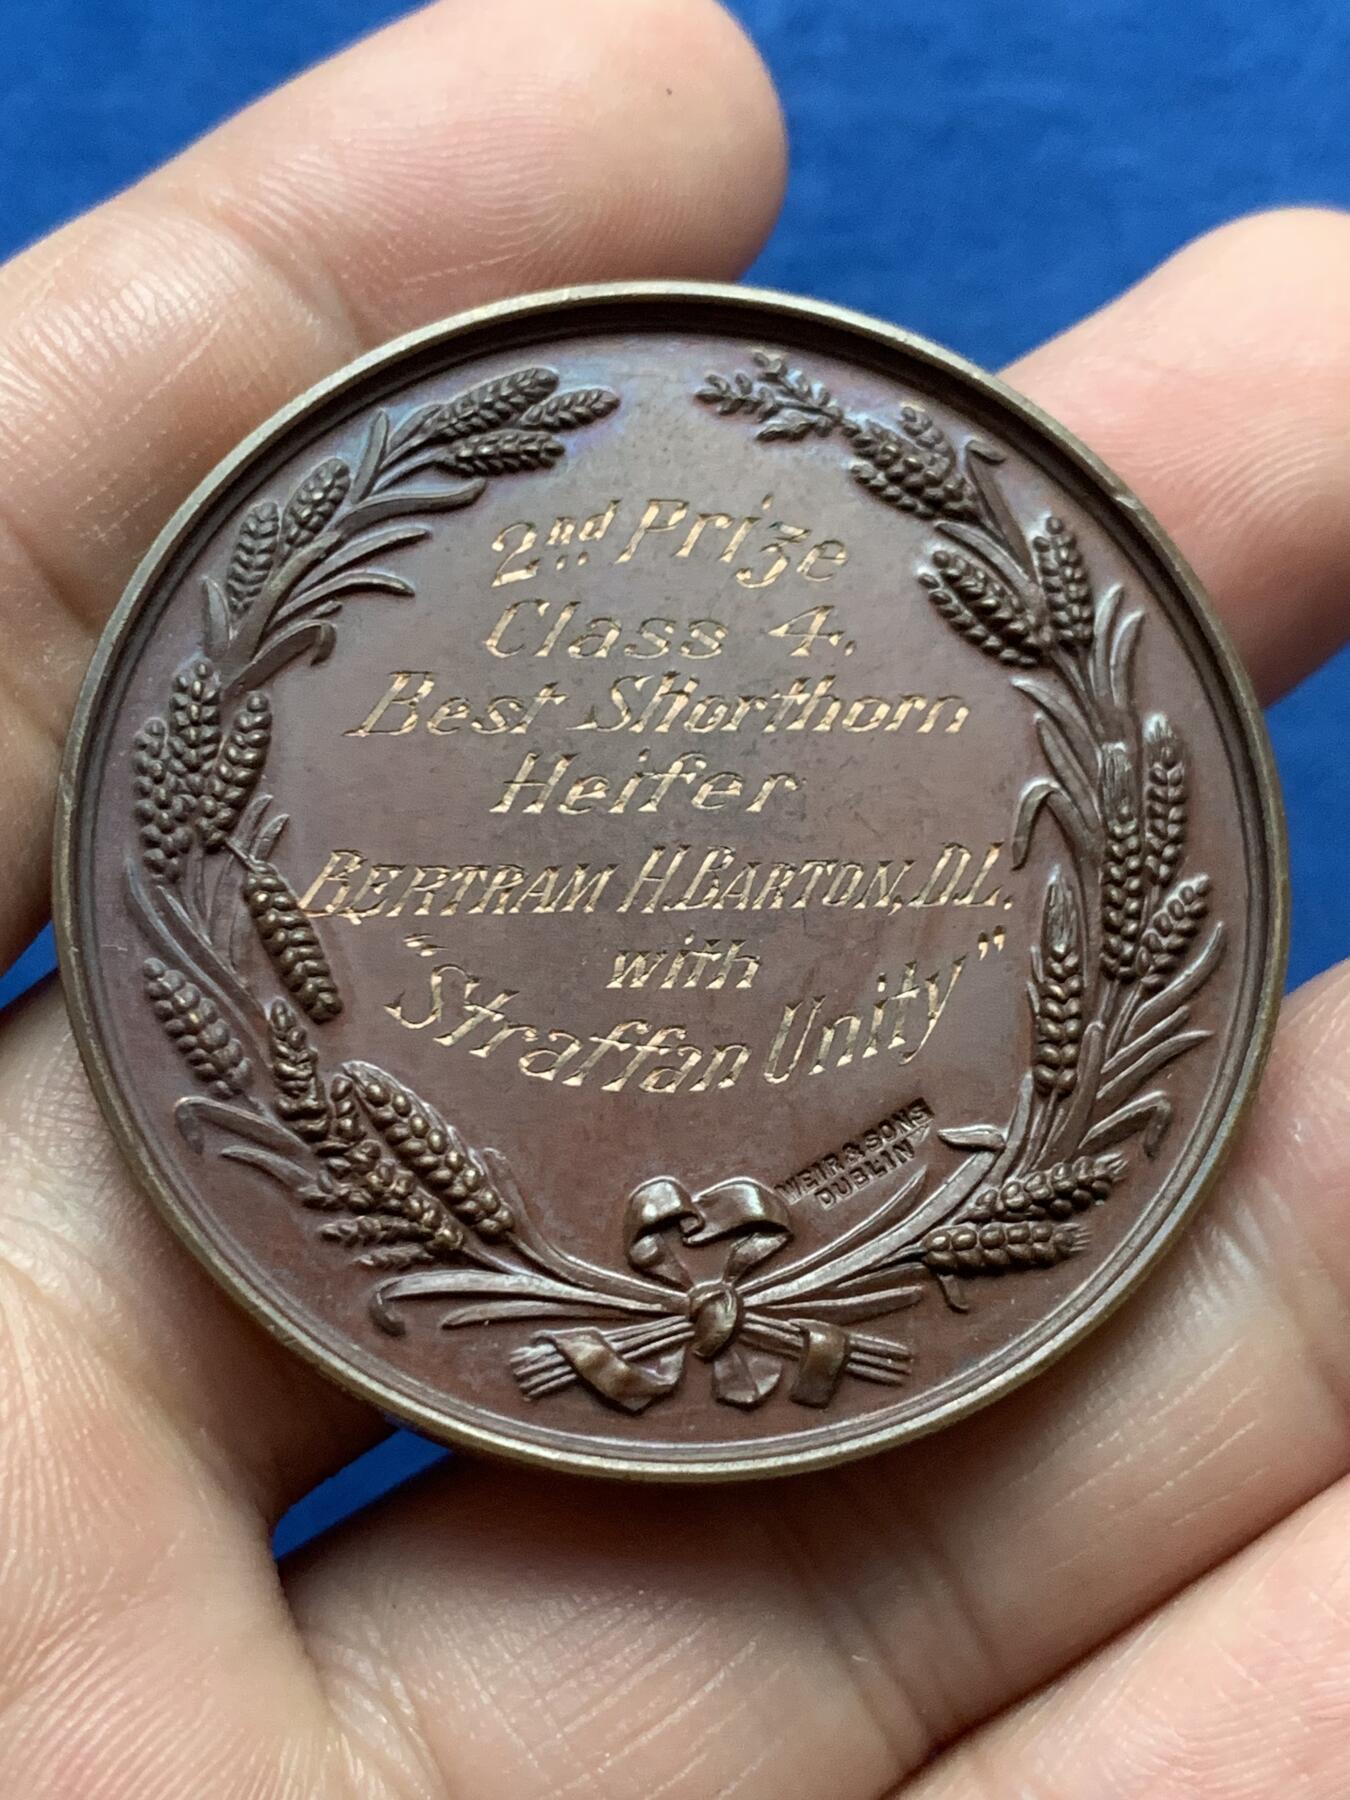 2nd Prize
Class 4.
Best SHorthorn
Heifer
BERTRAM H. BARTON, D.L.
with
"Straffan Unity"
WEIR & SONS
DUBLIN